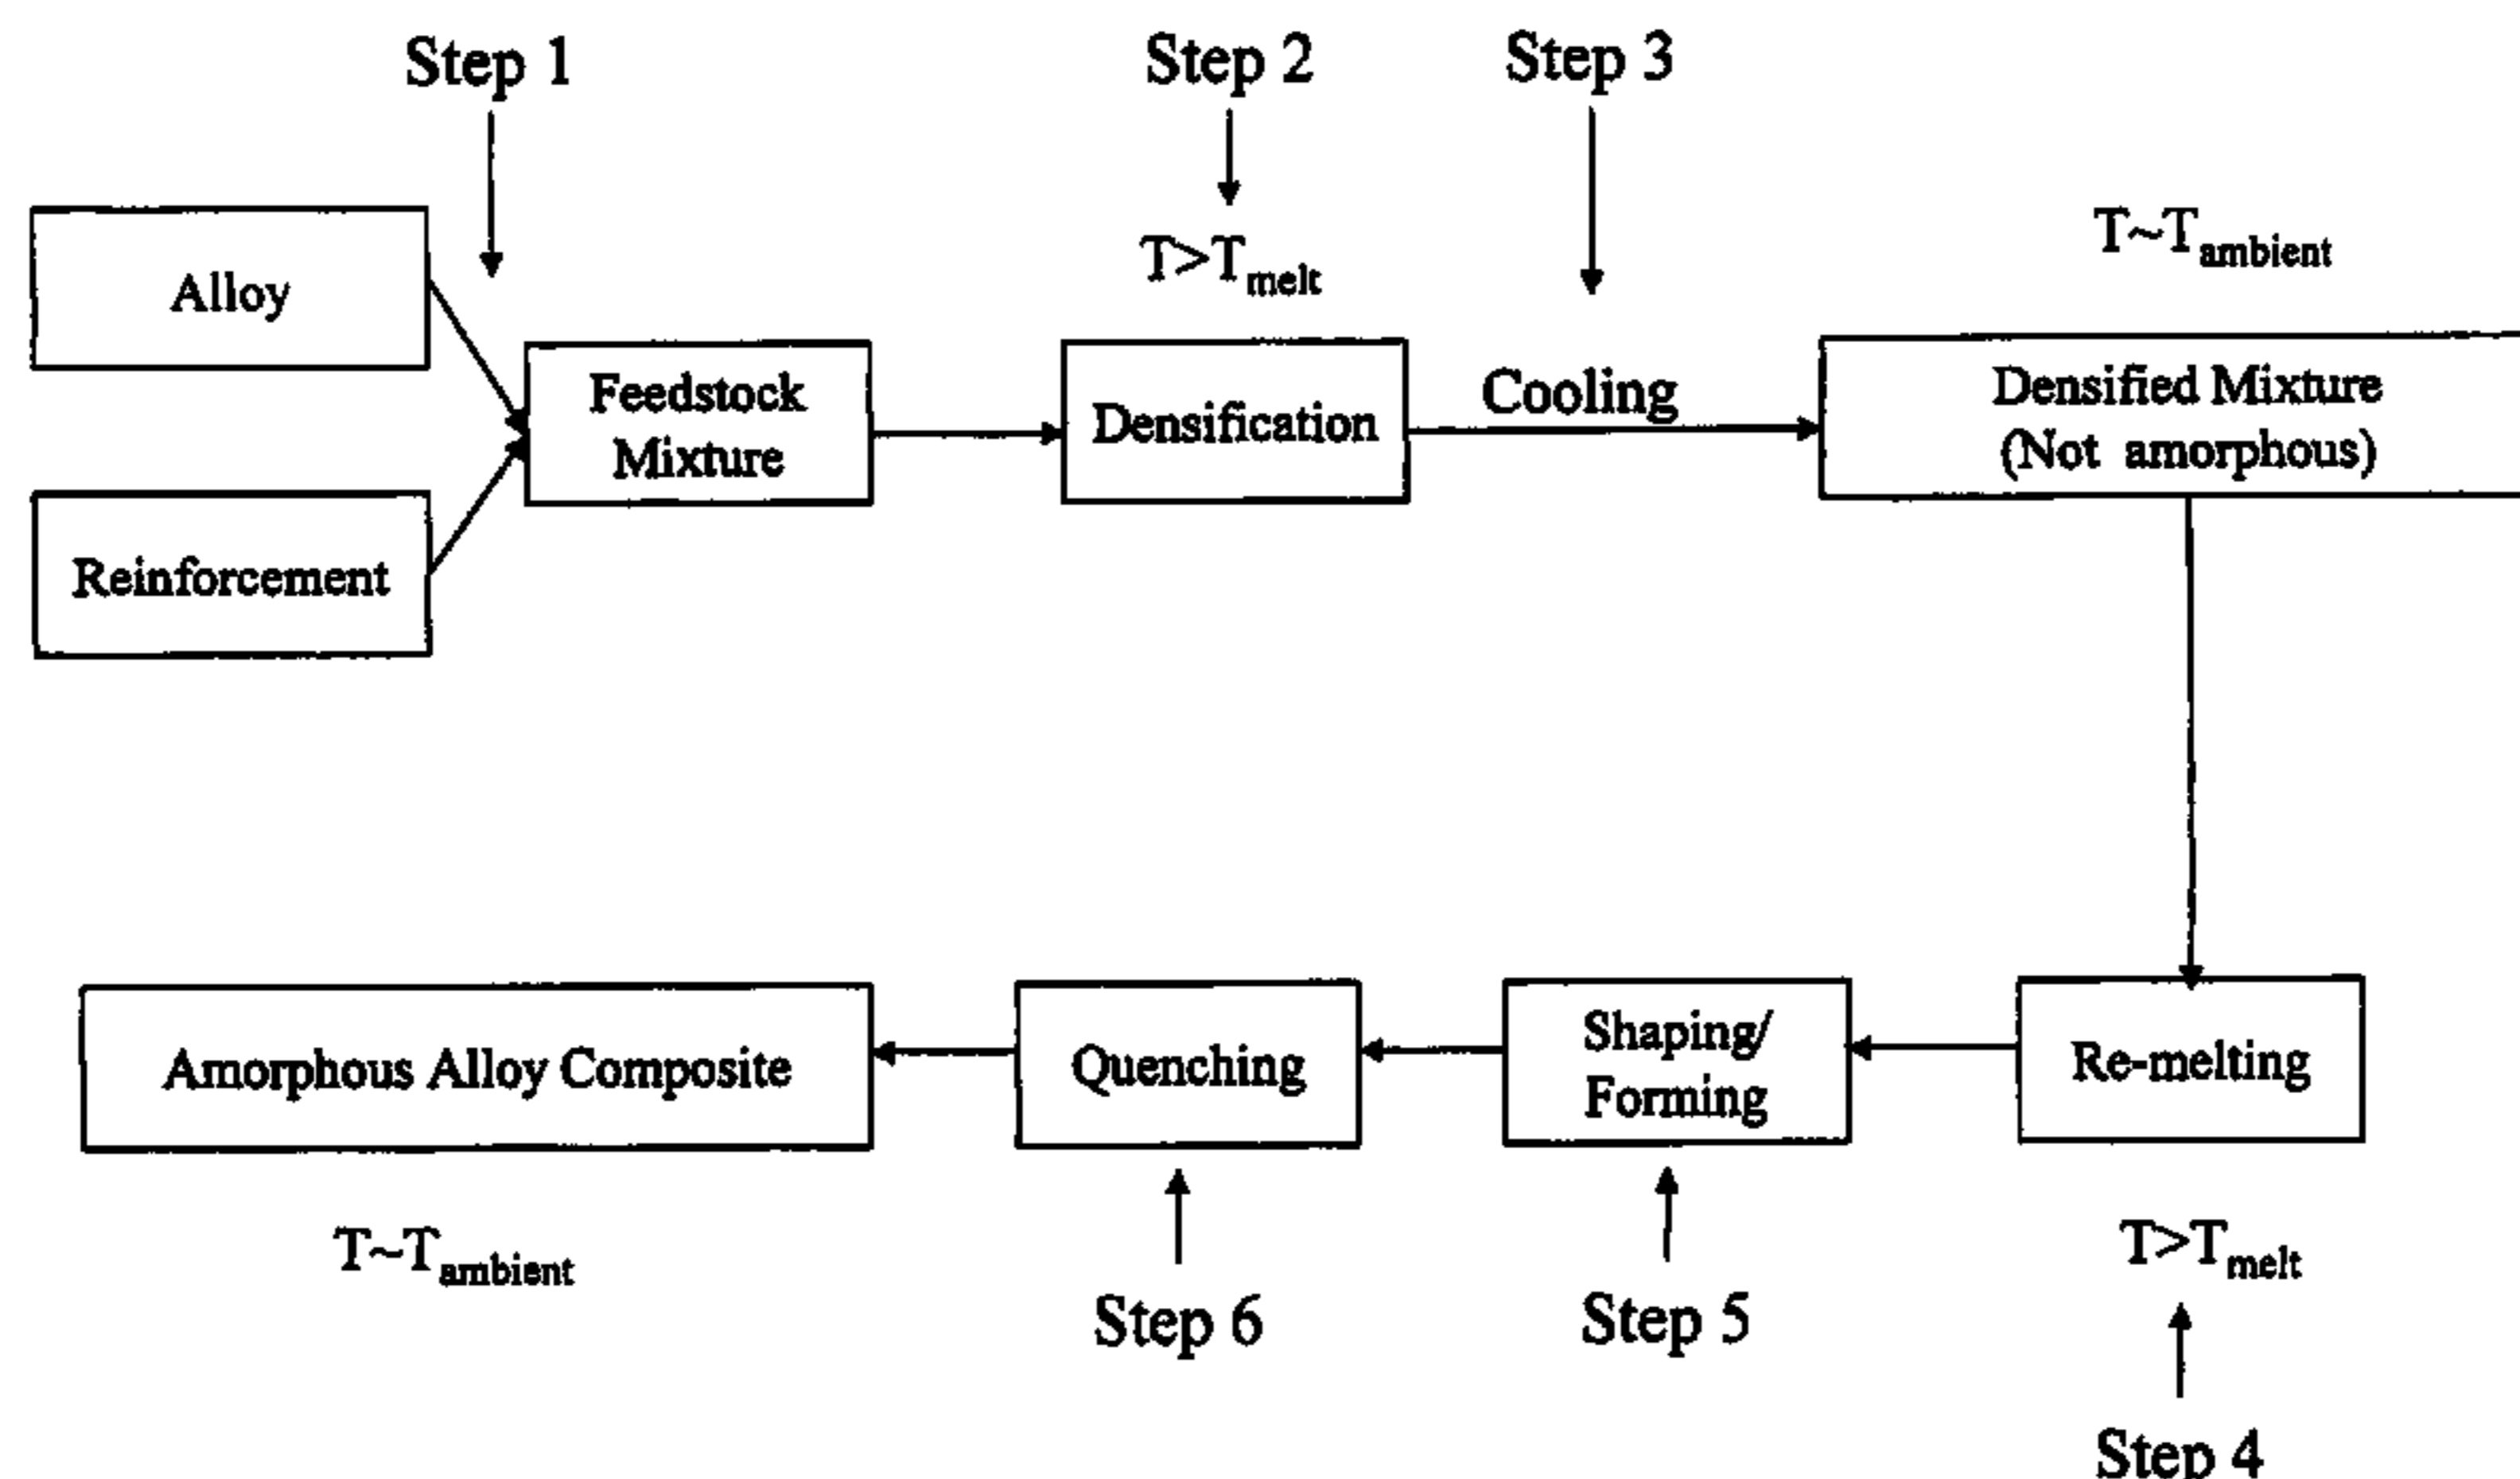 Step 1
Step 2
Step 3
T>Tmelt
T~Tambient
Alloy
Reinforcement
Feedstock
Mixture
Densification
Cooling
Densified Mixture
(Not amorphous)
Re-melting
T>Tmelt
Step 4
Shaping/
Forming
Step 5
Quenching
Step 6
Amorphous Alloy Composite
T~Tambient